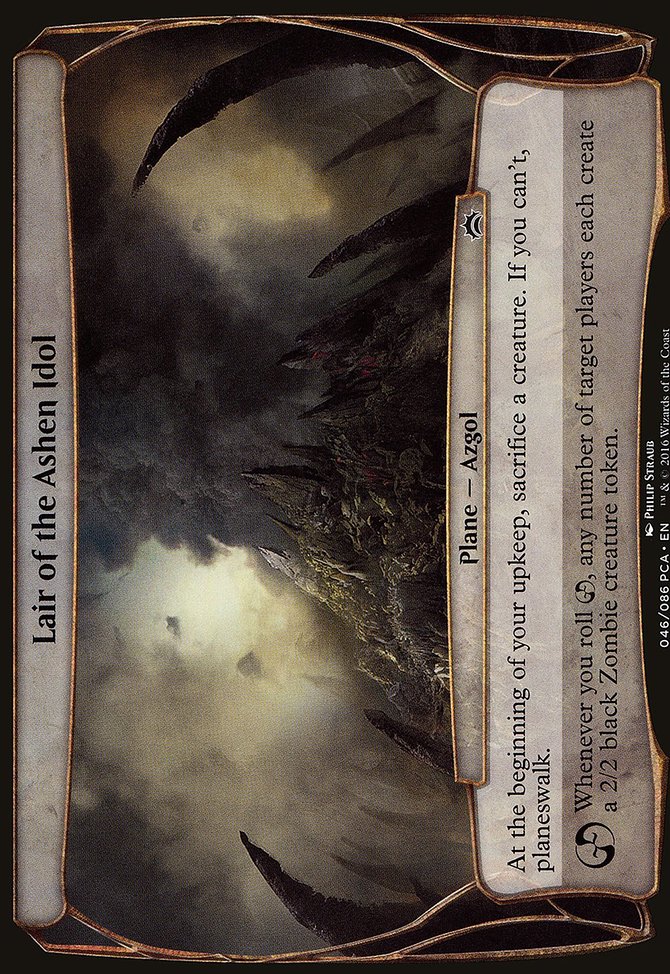 Lair of the Ashen Idol
Plane — Azgol
At the beginning of your upkeep, sacrifice a creature. If you can't,
planeswalk.
Whenever you roll , any number of target players each create
a 2/2 black Zombie creature token.
PHILIP STRAUB
046/086 PCA • EN ™ & © 2016 Wizards of the Coast